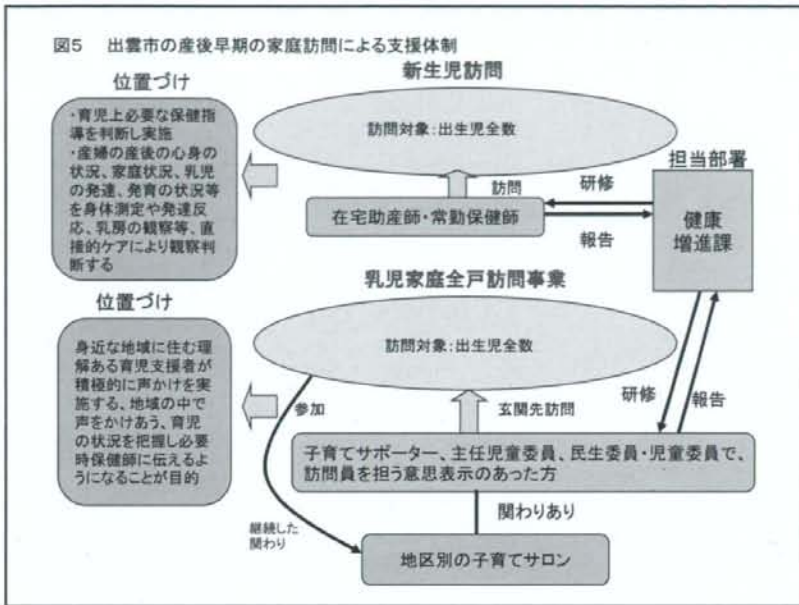 図5 出雲市の産後早期の家庭訪問による支援体制
位置づけ
・育児上必要な保健指
導を判断し実施
・産婦の産後の心身の
状況、家庭状況、乳児
の発達、発育の状況等
を身体測定や発達反
応、乳房の観察等、直
接的ケアにより観察判
断する
新生児訪問
訪問対象：出生児全数
訪問
在宅助産師・常勤保健師
研修
報告
担当部署
健康
増進課
位置づけ
身近な地域に住む理
解ある育児支援者が
積極的に声かけを実
施する、地域の中で
声をかけあう、育児
の状況を把握し必要
時保健師に伝えるよ
うになることが目的
乳児家庭全戸訪問事業
訪問対象：出生児全数
参加
玄関先訪問
研修
報告
子育てサポーター、主任児童委員、民生委員・児童委員で、
訪問員を担う意思表示のあった方
継続した
関わり
関わりあり
地区別の子育てサロン